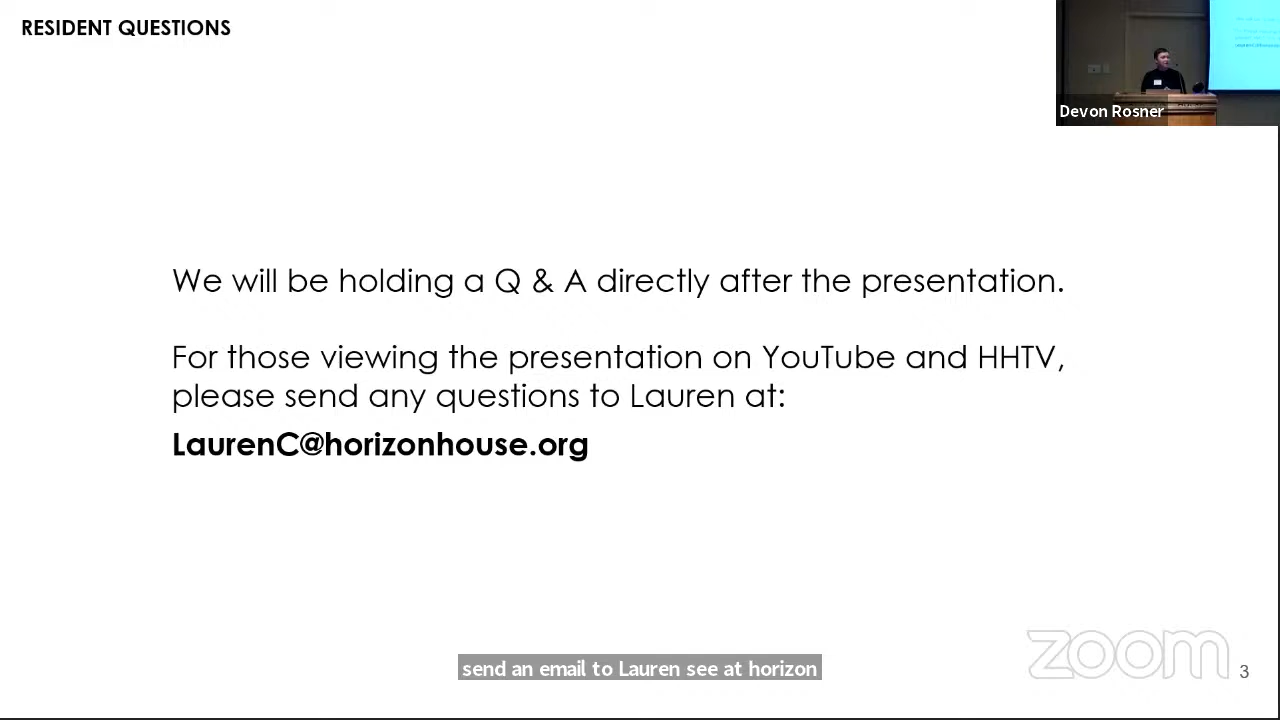 RESIDENT QUESTIONS
Devon Rosner
We will be holding a Q & A directly after the presentation.
For those viewing the presentation on YouTube and HHTV,
please send any questions to Lauren at:
LaurenC@horizonhouse.org
send an email to Lauren see at horizon
zoom
3